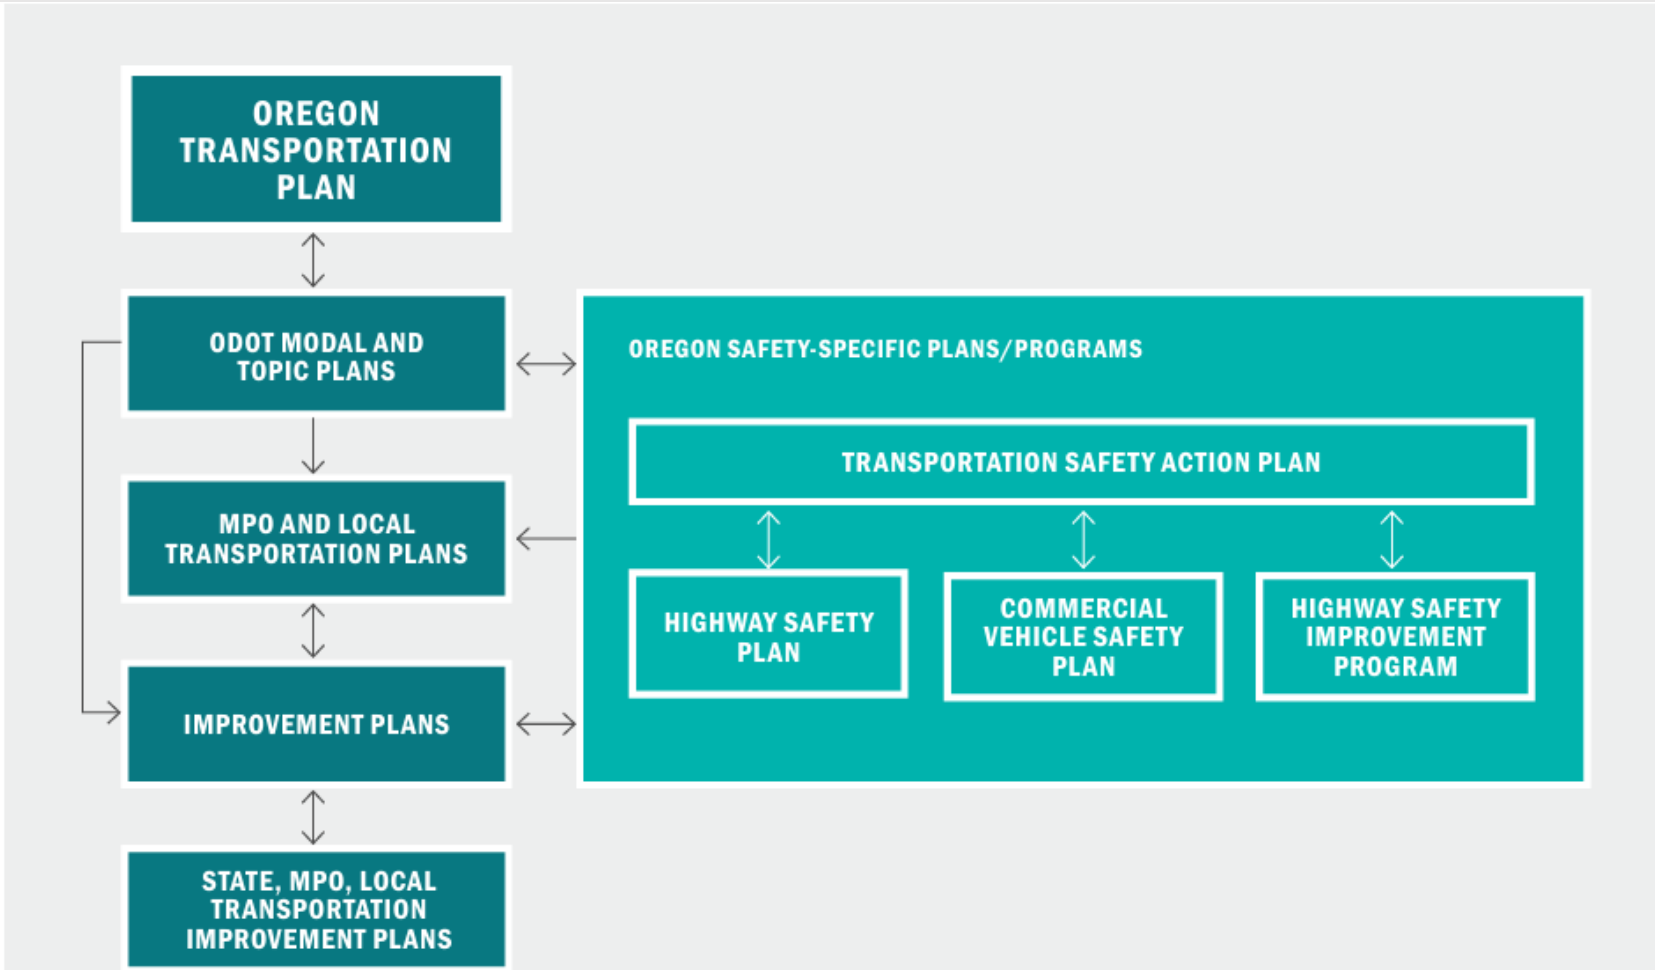 OREGON
TRANSPORTATION
PLAN
ODOT MODAL AND
TOPIC PLANS
MPO AND LOCAL
TRANSPORTATION PLANS
IMPROVEMENT PLANS
STATE, MPO, LOCAL
TRANSPORTATION
IMPROVEMENT PLANS
OREGON SAFETY-SPECIFIC PLANS/PROGRAMS
TRANSPORTATION SAFETY ACTION PLAN
HIGHWAY SAFETY
PLAN
COMMERCIAL
VEHICLE SAFETY
PLAN
HIGHWAY SAFETY
IMPROVEMENT
PROGRAM